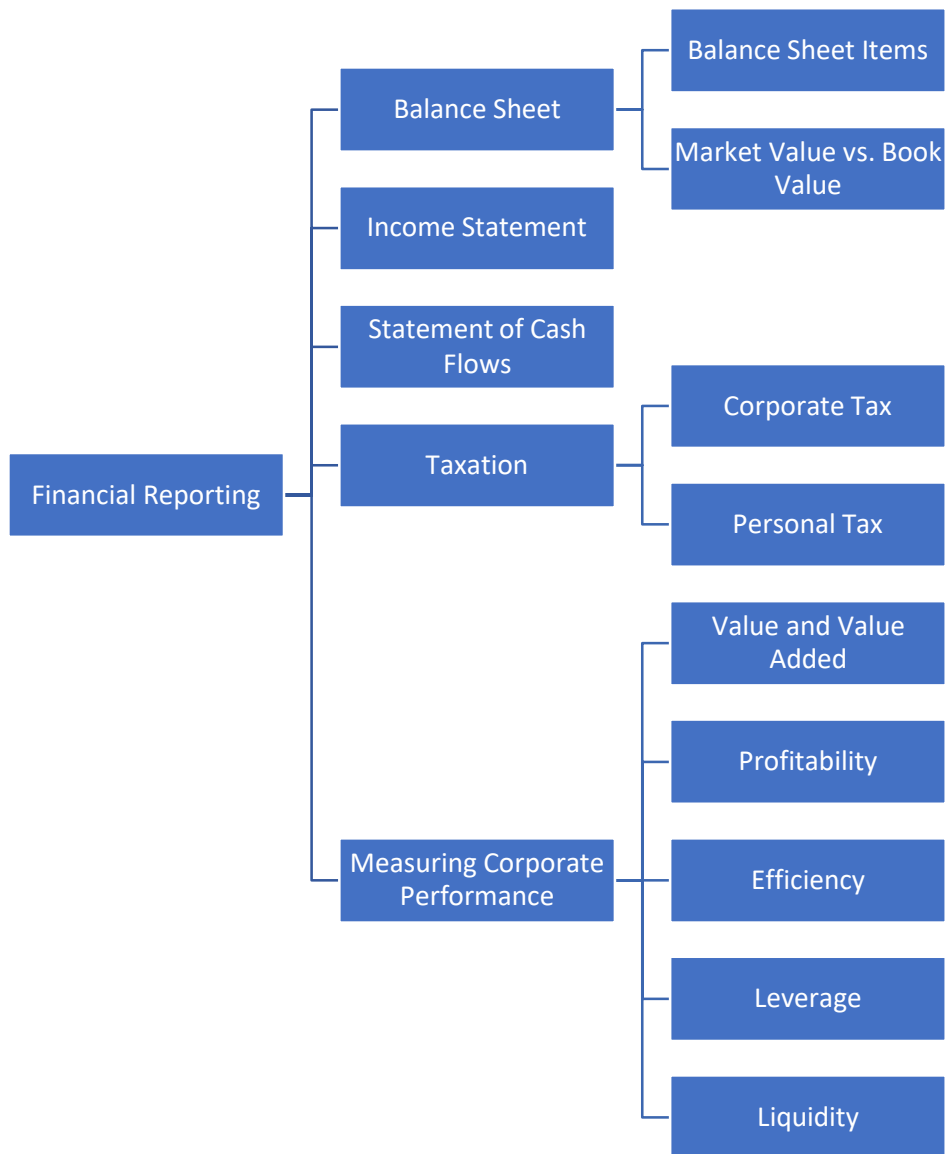 Financial Reporting
Balance Sheet
Balance Sheet Items
Market Value vs. Book
Value
Income Statement
Statement of Cash
Flows
Taxation
Corporate Tax
Personal Tax
Measuring Corporate
Performance
Value and Value
Added
Profitability
Efficiency
Leverage
Liquidity